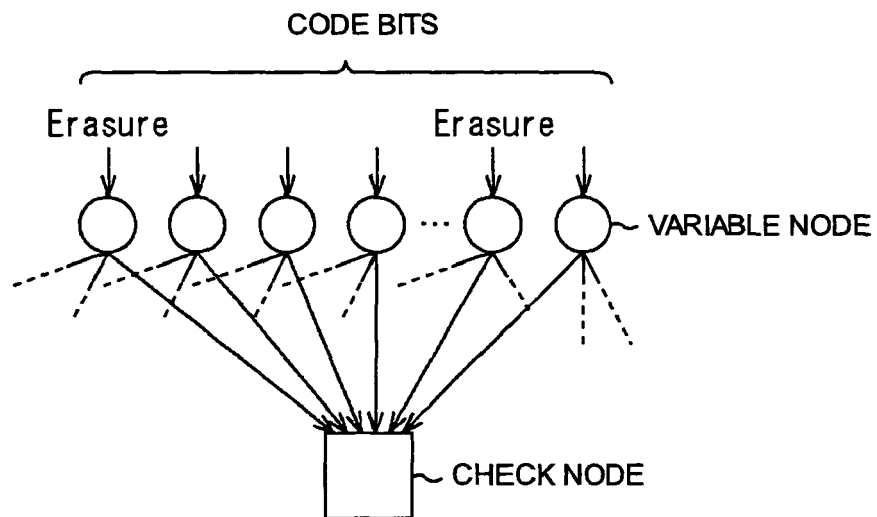 CODE BITS
Erasure Erasure
... VARIABLE NODE
CHECK NODE